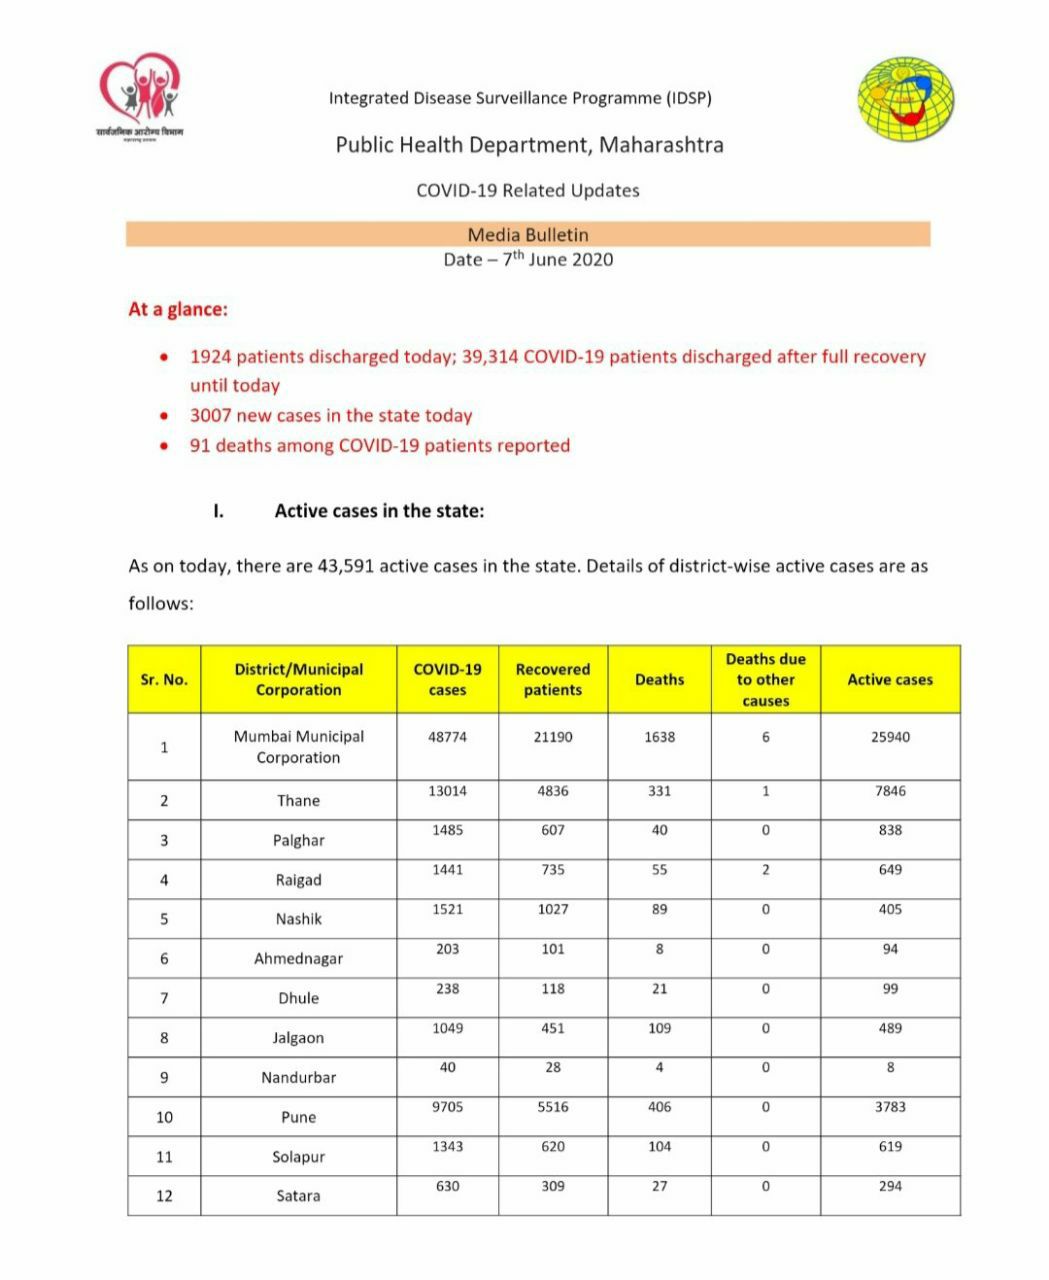 सार्वजनिक आरोग्य विभाग
Integrated Disease Surveillance Programme (IDSP)
Public Health Department, Maharashtra
COVID-19 Related Updates
Media Bulletin
Date – 7th June 2020
At a glance:
• 1924 patients discharged today; 39,314 COVID-19 patients discharged after full recovery
until today
• 3007 new cases in the state today
• 91 deaths among COVID-19 patients reported
I. Active cases in the state:
As on today, there are 43,591 active cases in the state. Details of district-wise active cases are as
follows:
Sr. No. District/Municipal Corporation COVID-19 cases Recovered patients Deaths Deaths due to other causes Active cases
1 Mumbai Municipal Corporation 48774 21190 1638 6 25940
2 Thane 13014 4836 331 1 7846
3 Palghar 1485 607 40 0 838
4 Raigad 1441 735 55 2 649
5 Nashik 1521 1027 89 0 405
6 Ahmednagar 203 101 8 0 94
7 Dhule 238 118 21 0 99
8 Jalgaon 1049 451 109 0 489
9 Nandurbar 40 28 4 0 8
10 Pune 9705 5516 406 0 3783
11 Solapur 1343 620 104 0 619
12 Satara 630 309 27 0 294